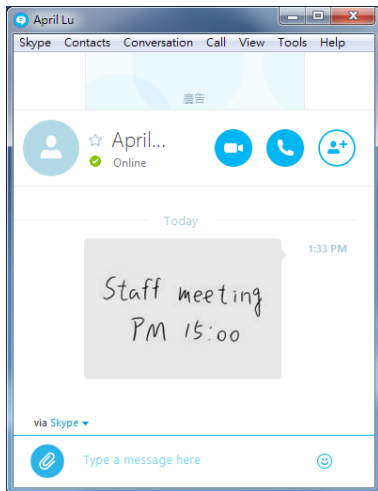 April Lu
Skype Contacts Conversation Call View Tools Help
廣告
April...
Online
Today
1:33 PM
Staff meeting
PM 15:00
via Skype
Type a message here